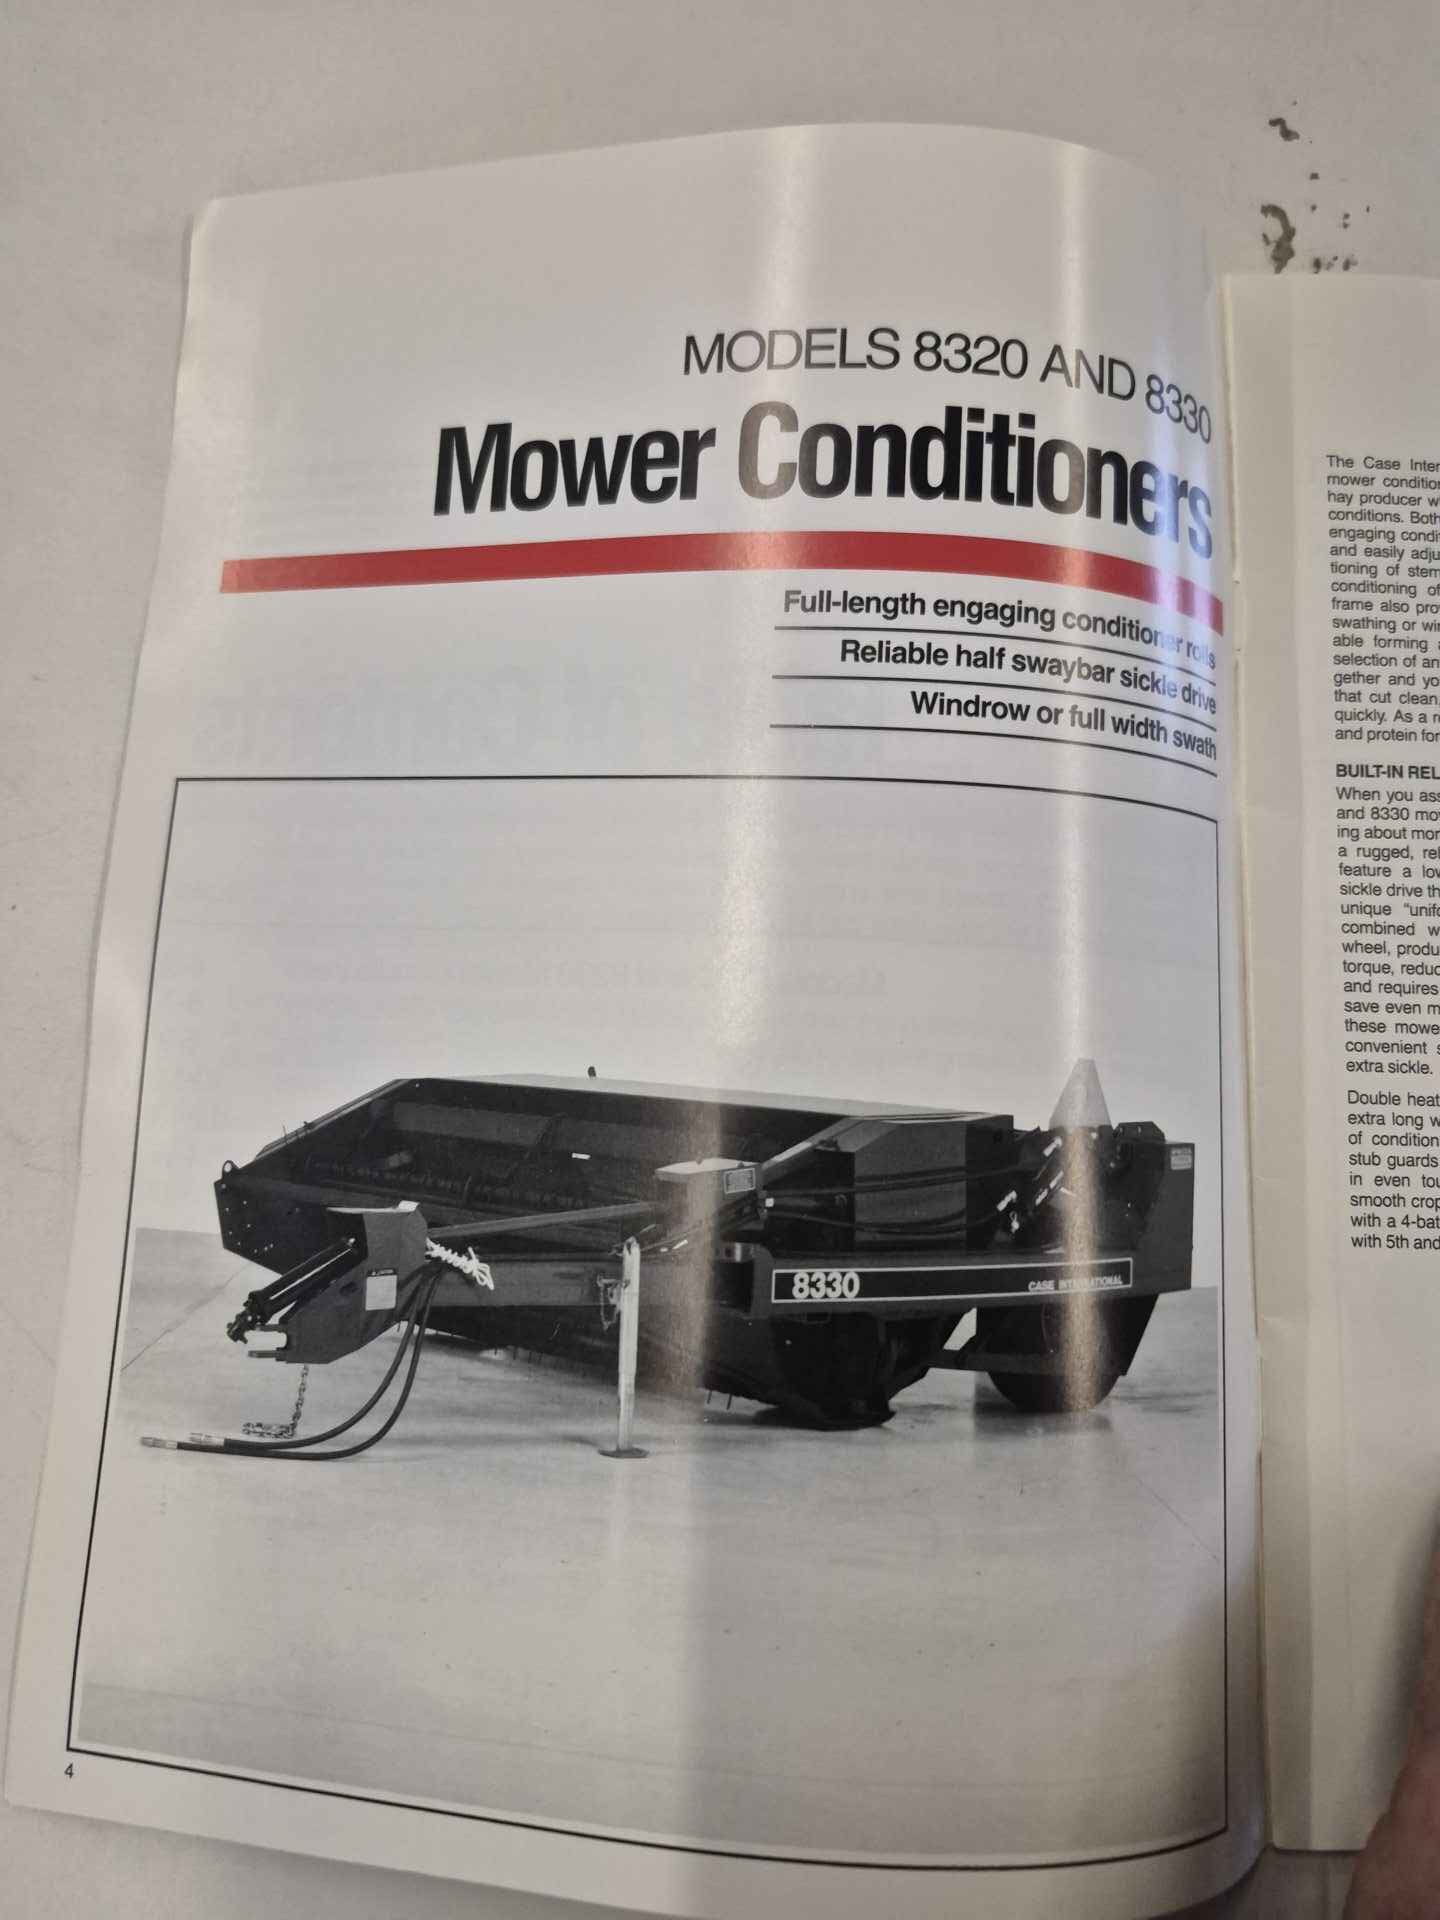 MODELS 8320 AND 8330
Mower Conditioners
Full-length engaging conditioner rolls
Reliable half swaybar sickle drive
Windrow or full width swath
8330
CASE INTERNATIONAL
4
The Case Inter
mower condition
hay producer w
conditions. Both
engaging condi
and easily adju
tioning of stem
conditioning of
frame also pro
swathing or wi
able forming
selection of an
gether and yo
that cut clean,
quickly. As a r
and protein for
BUILT-IN REL
When you ass
and 8330 mo
ing about mor
a rugged, rel
feature a lo
sickle drive th
unique "unifo
combined w
wheel, produ
torque, reduc
and requires
save even m
these mowe
convenient s
extra sickle.
Double heat
extra long w
of condition
stub guards
in even tou
smooth crop
with a 4-bat
with 5th and